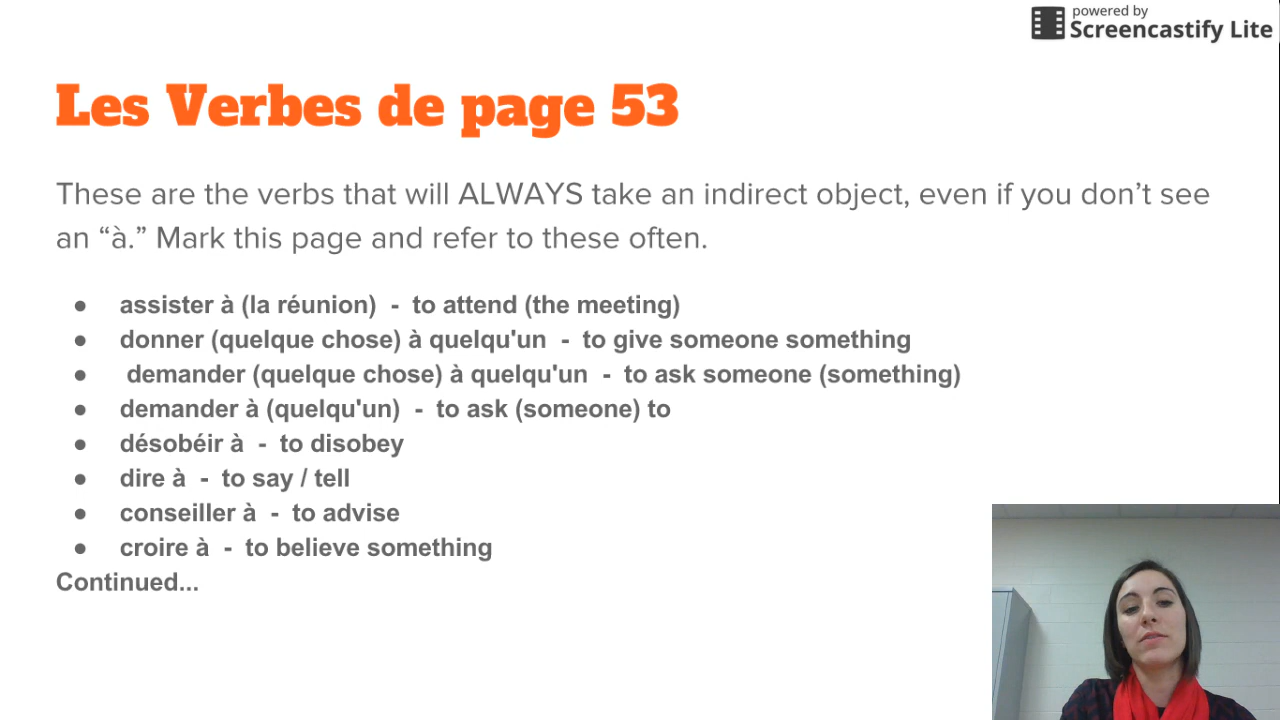 powered by
Screencastify Lite
Les Verbes de page 53
These are the verbs that will ALWAYS take an indirect object, even if you don’t see
an “à.” Mark this page and refer to these often.
● assister à (la réunion) - to attend (the meeting)
● donner (quelque chose) à quelqu'un - to give someone something
● demander (quelque chose) à quelqu'un - to ask someone (something)
● demander à (quelqu'un) - to ask (someone) to
● désobéir à - to disobey
● dire à - to say / tell
● conseiller à - to advise
● croire à - to believe something
Continued...